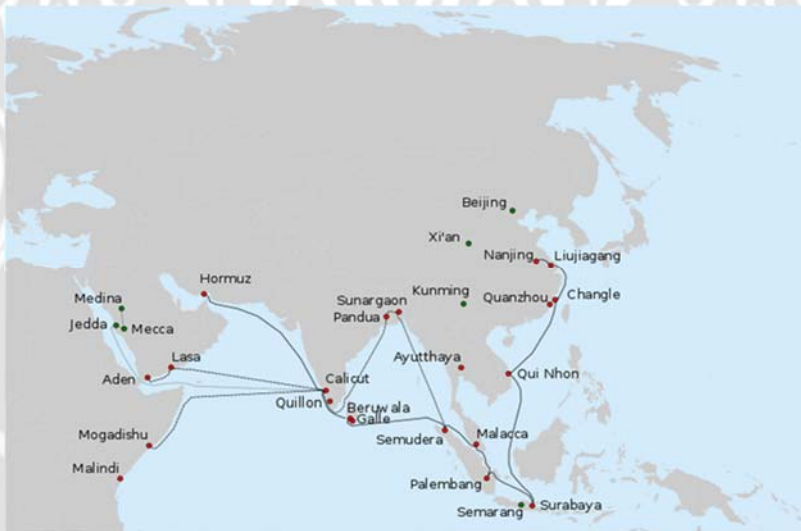 Beijing
Xi'an
Nanjing
Liujiagang
Hormuz
Kunming
Quanzhou
Changle
Medina
Sunargaon
Pandua
Jedda
Mecca
Lasa
Ayutthaya
Aden
Calicut
Qui Nhon
Quillon
Beruwala
Galle
Mogadishu
Semudera
Malacca
Malindi
Palembang
Semarang
Surabaya